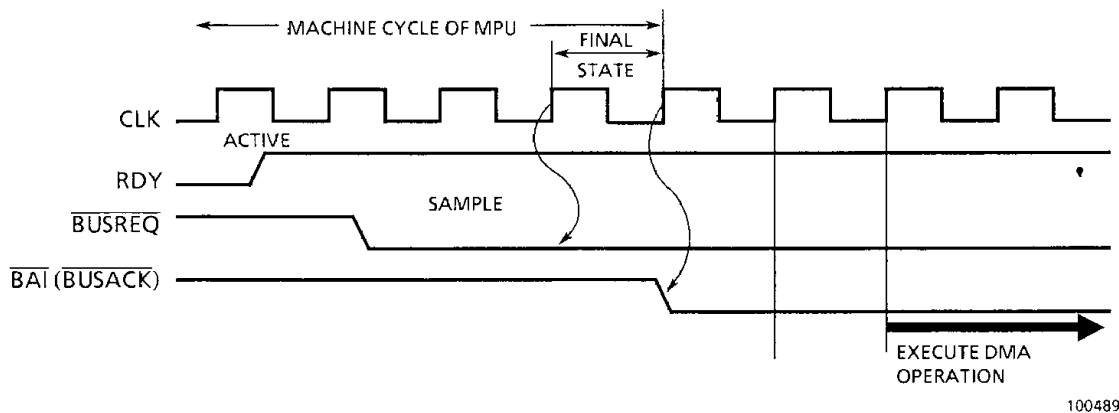 MACHINE CYCLE OF MPU
FINAL
STATE
CLK
ACTIVE
RDY
SAMPLE
BUSREQ
BAI (BUSACK)
EXECUTE DMA
OPERATION
100489